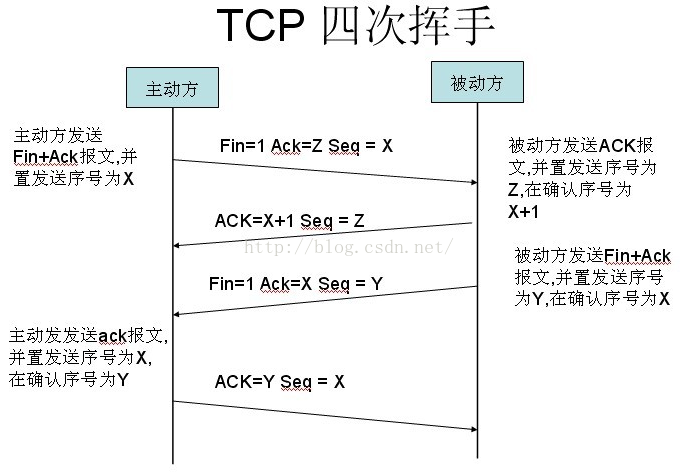 TCP 四次挥手
主动方
被动方
主动方发送
Fin+Ack报文,并
置发送序号为X
Fin=1 Ack=Z Seq = X
被动方发送ACK报
文,并置发送序号为
Z,在确认序号为
X+1
ACK=X+1 Seq = Z
http://blog.csdn.net/
被动方发送Fin+Ack
报文,并置发送序号
为Y,在确认序号为X
Fin=1 Ack=X Seq = Y
主动发发送ack报文,
并置发送序号为X,
在确认序号为Y
ACK=Y Seq = X